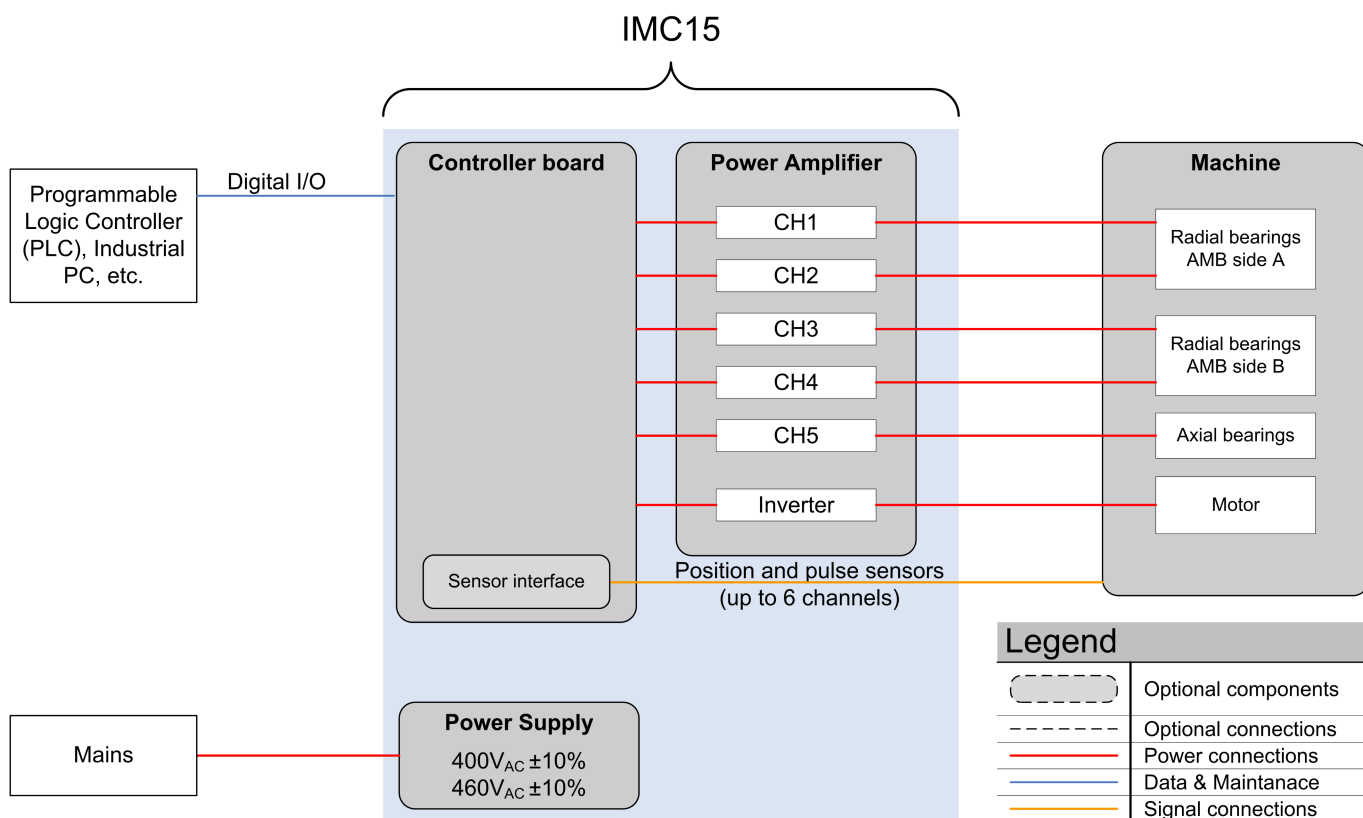 IMC15
Controller board
Power Amplifier
Machine
Programmable
Logic Controller
(PLC), Industrial
PC, etc.
Digital I/O
CH1
CH2
CH3
CH4
CH5
Inverter
Radial bearings
AMB side A
Radial bearings
AMB side B
Axial bearings
Motor
Sensor interface
Position and pulse sensors
(up to 6 channels)
Mains
Power Supply
400VAC ±10%
460VAC ±10%
Legend
Optional components
Optional connections
Power connections
Data & Maintanace
Signal connections